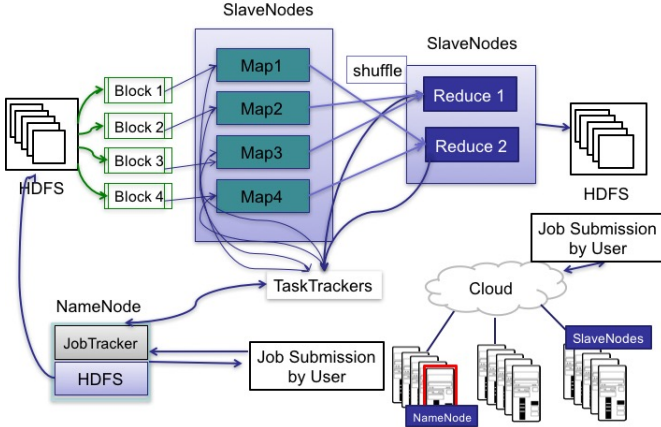 SlaveNodes
SlaveNodes
shuffle
Map1
Map2
Map3
Map4
Block 1
Block 2
Block 3
Block 4
Reduce 1
Reduce 2
HDFS
HDFS
TaskTrackers
NameNode
JobTracker
HDFS
Job Submission
by User
Job Submission
by User
Cloud
SlaveNodes
NameNode